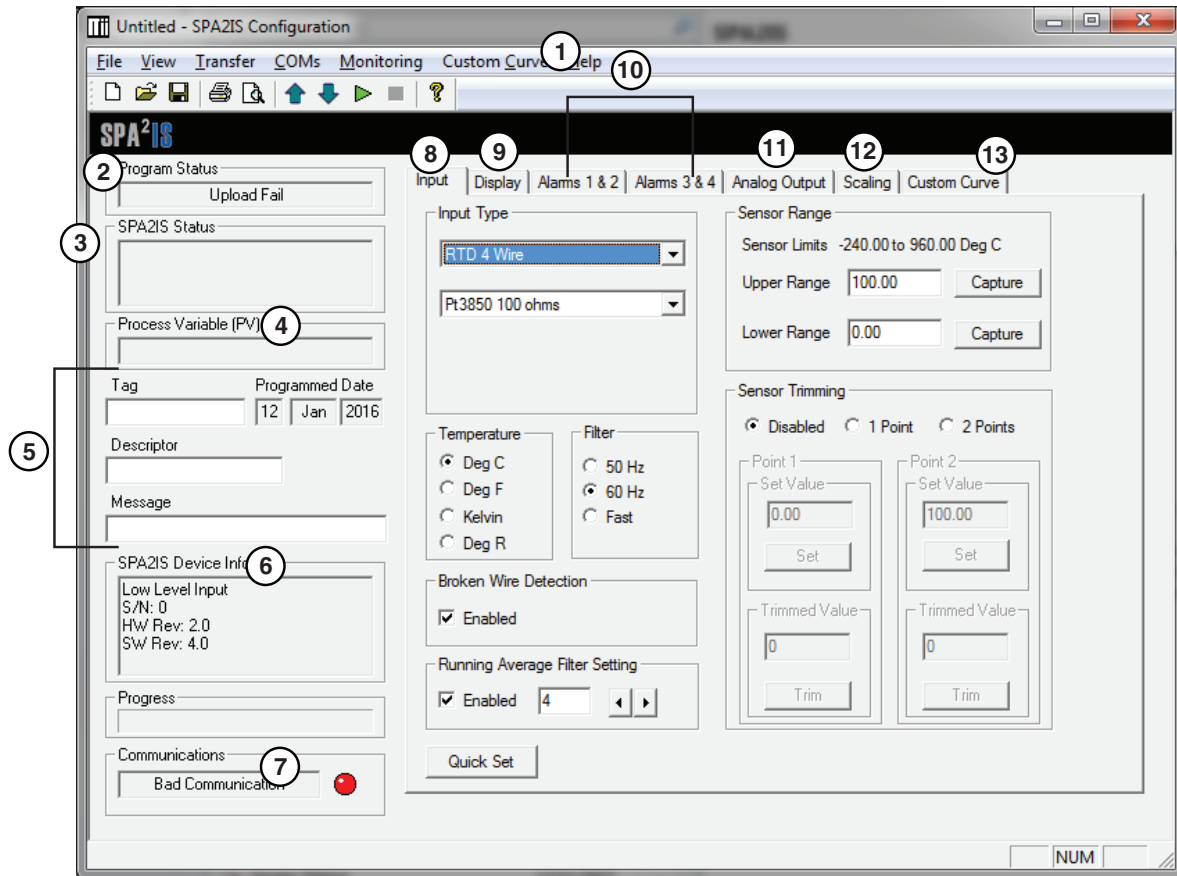 Untitled - SPA2IS Configuration
File View Transfer COMs Monitoring Custom Curve Help
1
10
SPA²IS
2
Program Status
Upload Fail
3
SPA2IS Status
Process Variable (PV)
4
5
Tag
Programmed Date
12 Jan 2016
Descriptor
Message
SPA2IS Device Info
6
Low Level Input
S/N: 0
HW Rev: 2.0
SW Rev: 4.0
Progress
Communications
7
Bad Communication
8
9
11
12
13
Input Display Alarms 1 & 2 Alarms 3 & 4 Analog Output Scaling Custom Curve
Input Type
RTD 4 Wire
Pt3850 100 ohms
Temperature
Deg C
Deg F
Kelvin
Deg R
Filter
50 Hz
60 Hz
Fast
Broken Wire Detection
Enabled
Running Average Filter Setting
Enabled 4
Quick Set
Sensor Range
Sensor Limits -240.00 to 960.00 Deg C
Upper Range 100.00 Capture
Lower Range 0.00 Capture
Sensor Trimming
Disabled 1 Point 2 Points
Point 1
Set Value
0.00
Set
Trimmed Value
0
Trim
Point 2
Set Value
100.00
Set
Trimmed Value
0
Trim
NUM